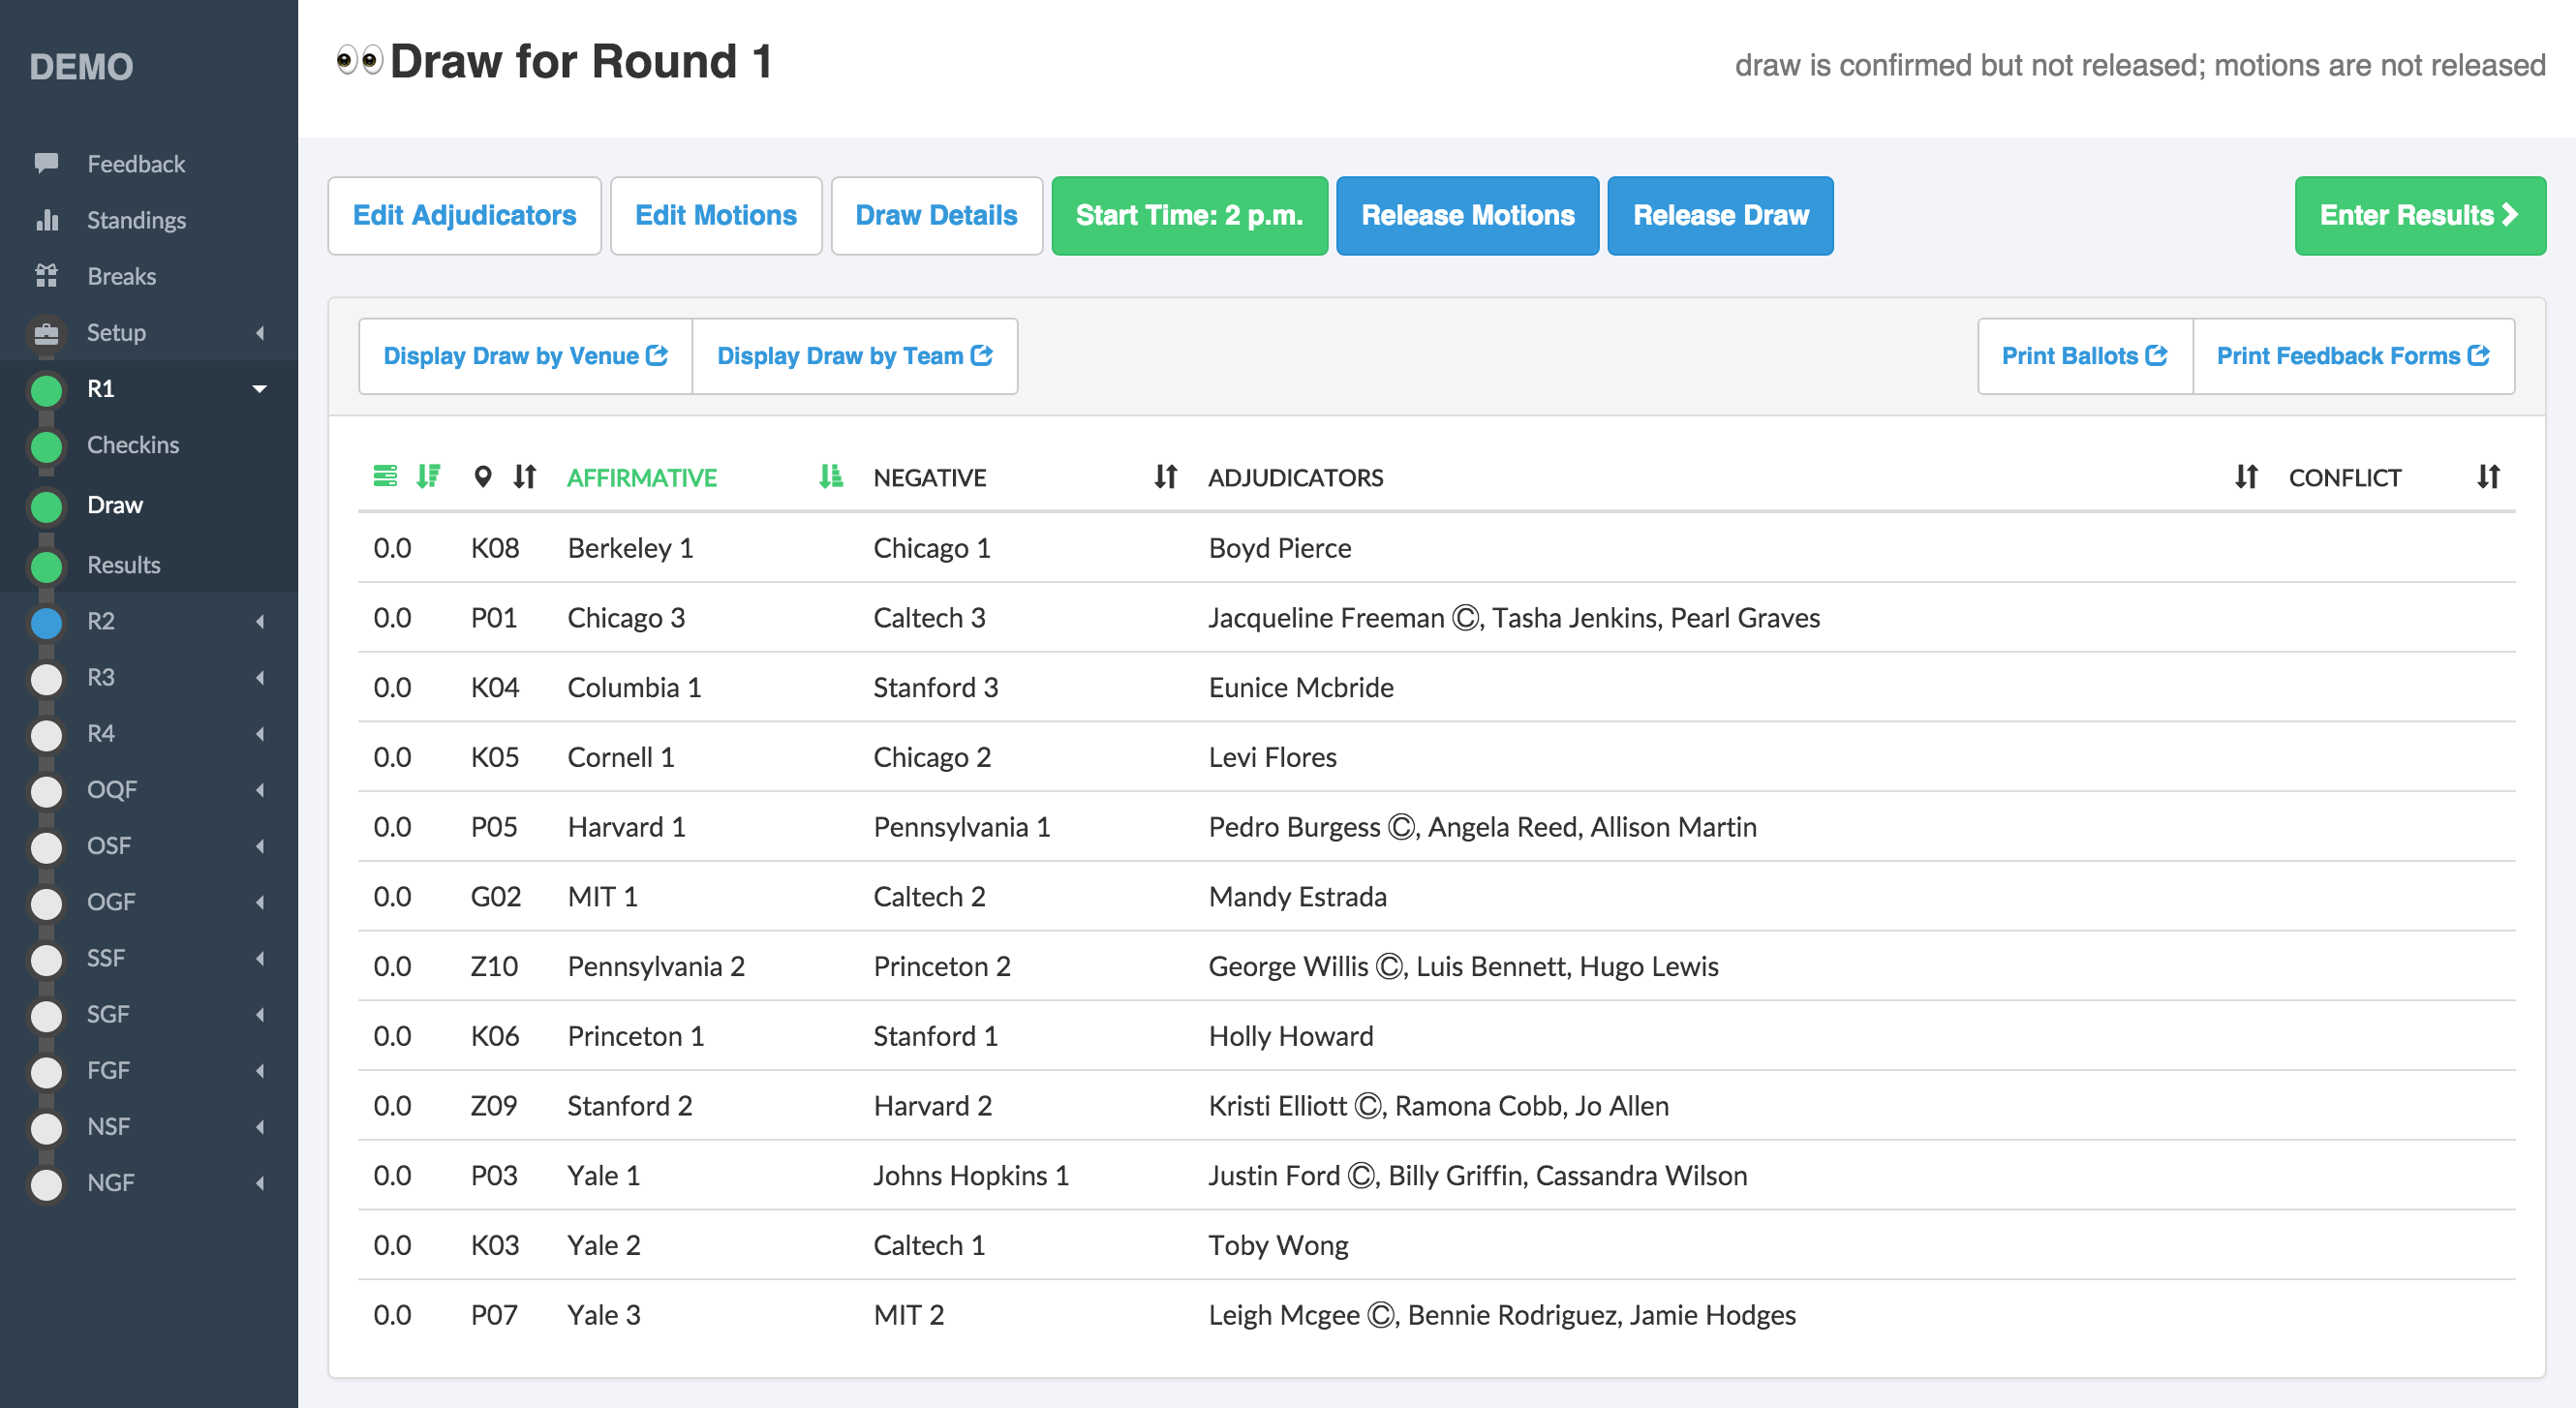 DEMO
Feedback
Standings
Breaks
Setup
R1
Checkins
Draw
Results
R2
R3
R4
OQF
OSF
OGF
SSF
SGF
FGF
NSF
NGF
👀Draw for Round 1
draw is confirmed but not released; motions are not released
Edit Adjudicators Edit Motions Draw Details Start Time: 2 p.m. Release Motions Release Draw Enter Results
Display Draw by Venue Display Draw by Team Print Ballots Print Feedback Forms
AFFIRMATIVE NEGATIVE ADJUDICATORS CONFLICT
0.0 K08 Berkeley 1 Chicago 1 Boyd Pierce
0.0 P01 Chicago 3 Caltech 3 Jacqueline Freeman Ⓒ, Tasha Jenkins, Pearl Graves
0.0 K04 Columbia 1 Stanford 3 Eunice Mcbride
0.0 K05 Cornell 1 Chicago 2 Levi Flores
0.0 P05 Harvard 1 Pennsylvania 1 Pedro Burgess Ⓒ, Angela Reed, Allison Martin
0.0 G02 MIT 1 Caltech 2 Mandy Estrada
0.0 Z10 Pennsylvania 2 Princeton 2 George Willis Ⓒ, Luis Bennett, Hugo Lewis
0.0 K06 Princeton 1 Stanford 1 Holly Howard
0.0 Z09 Stanford 2 Harvard 2 Kristi Elliott Ⓒ, Ramona Cobb, Jo Allen
0.0 P03 Yale 1 Johns Hopkins 1 Justin Ford Ⓒ, Billy Griffin, Cassandra Wilson
0.0 K03 Yale 2 Caltech 1 Toby Wong
0.0 P07 Yale 3 MIT 2 Leigh Mcgee Ⓒ, Bennie Rodriguez, Jamie Hodges